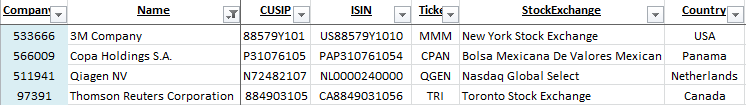 Company Name CUSIP ISIN Ticke StockExchange Country
533666 3M Company 88579Y101 US88579Y1010 MMM New York Stock Exchange USA
566009 Copa Holdings S.A. P31076105 PAP310761054 CPAN Bolsa Mexicana De Valores Mexican Panama
511941 Qiagen NV N72482107 NL0000240000 QGEN Nasdaq Global Select Netherlands
97391 Thomson Reuters Corporation 884903105 CA8849031056 TRI Toronto Stock Exchange Canada